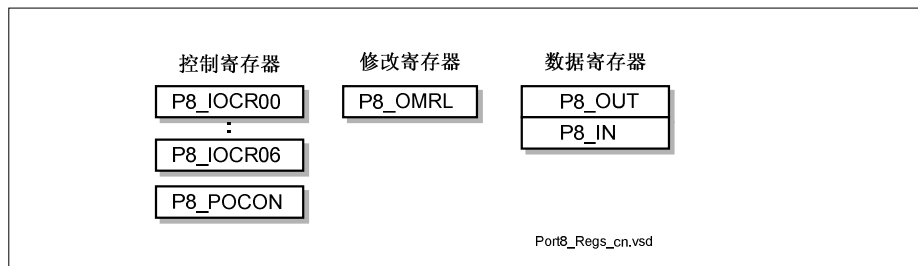 控制寄存器
P8_IOCR00
:
P8_IOCR06
P8_POCON
修改寄存器
P8_OMRL
数据寄存器
P8_OUT
P8_IN
Port8_Regs_cn.vsd